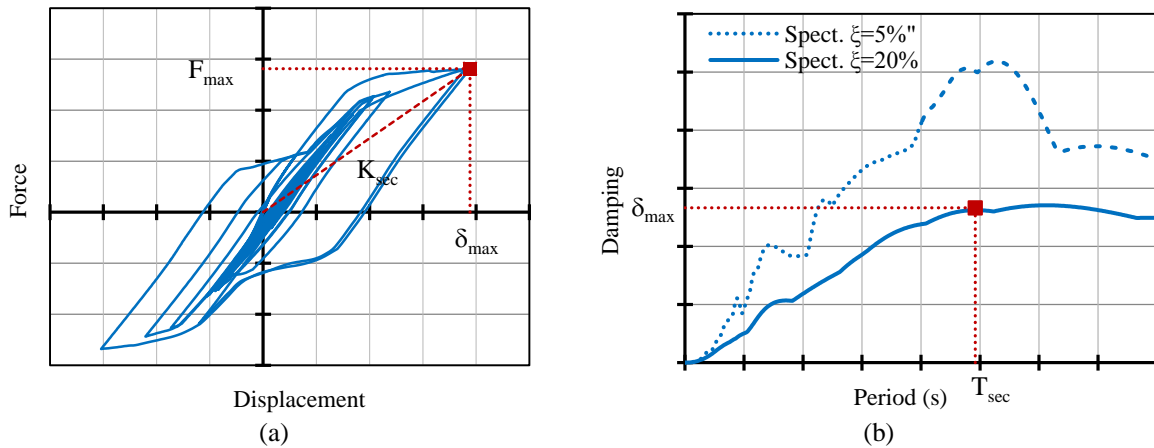 Force
F_max
K_sec
δ_max
Displacement
(a)
Spect. ξ=5%"
Spect. ξ=20%
Damping
δ_max
Period (s)
T_sec
(b)